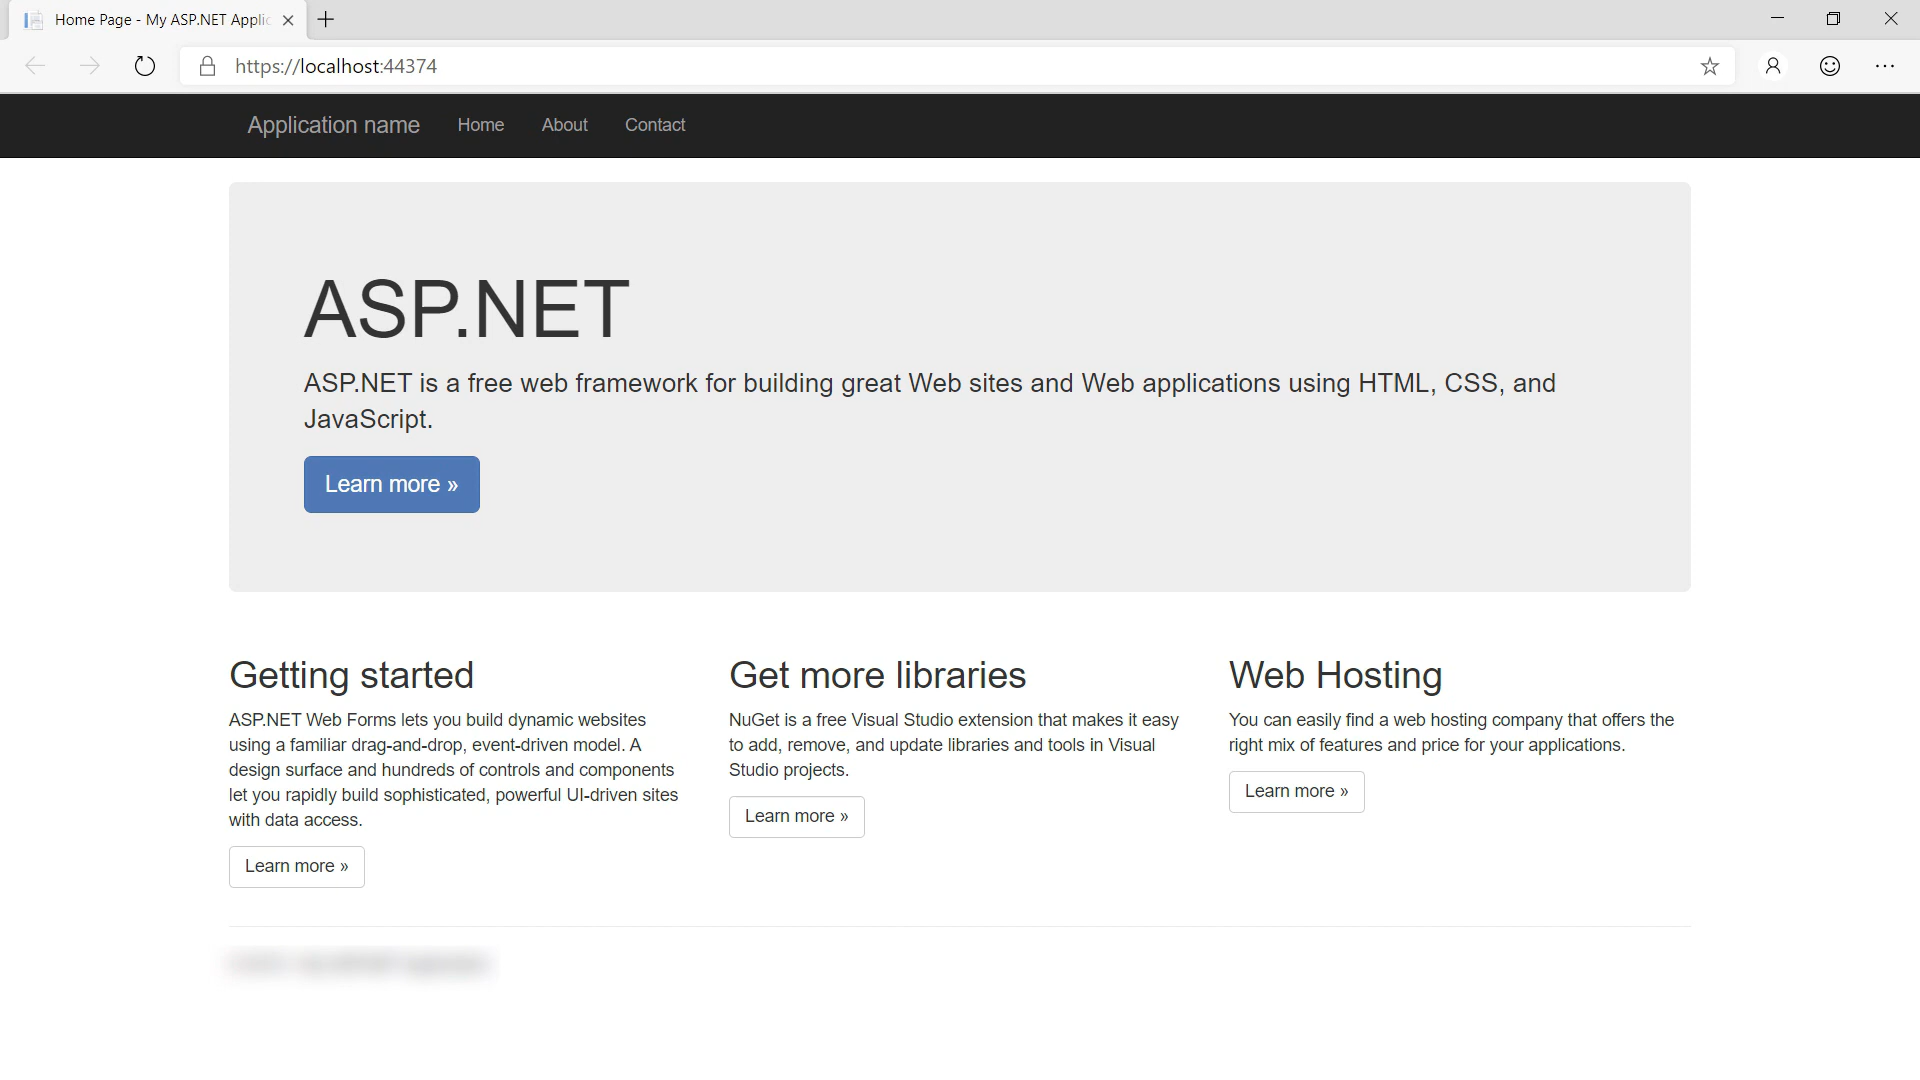 Home Page - My ASP.NET Applic
https://localhost:44374
Application name Home About Contact
ASP.NET
ASP.NET is a free web framework for building great Web sites and Web applications using HTML, CSS, and
JavaScript.
Learn more »
Getting started
ASP.NET Web Forms lets you build dynamic websites
using a familiar drag-and-drop, event-driven model. A
design surface and hundreds of controls and components
let you rapidly build sophisticated, powerful UI-driven sites
with data access.
Learn more »
Get more libraries
NuGet is a free Visual Studio extension that makes it easy
to add, remove, and update libraries and tools in Visual
Studio projects.
Learn more »
Web Hosting
You can easily find a web hosting company that offers the
right mix of features and price for your applications.
Learn more »